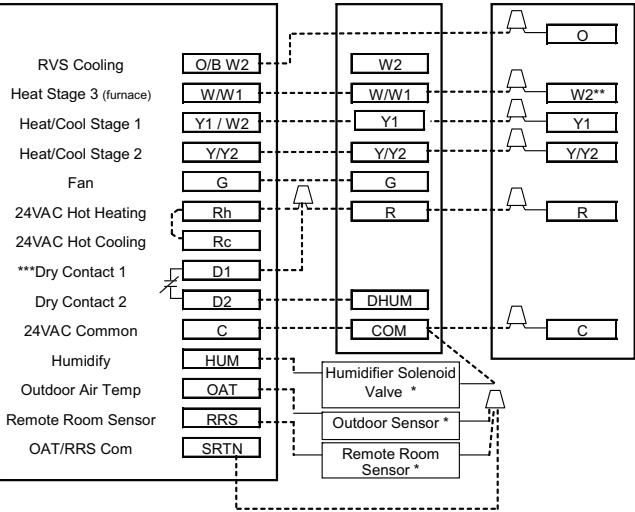 O
RVS Cooling O/B W2 W2
Heat Stage 3 (furnace) W/W1 W/W1 W2**
Heat/Cool Stage 1 Y1 / W2 Y1 Y1
Heat/Cool Stage 2 Y/Y2 Y/Y2 Y/Y2
Fan G G
24VAC Hot Heating Rh R R
24VAC Hot Cooling Rc
***Dry Contact 1 D1
Dry Contact 2 D2 DHUM
24VAC Common C COM C
Humidify HUM
Humidifier Solenoid
Valve *
Outdoor Air Temp OAT
Remote Room Sensor RRS
Outdoor Sensor *
OAT/RRS Com SRTN
Remote Room
Sensor *